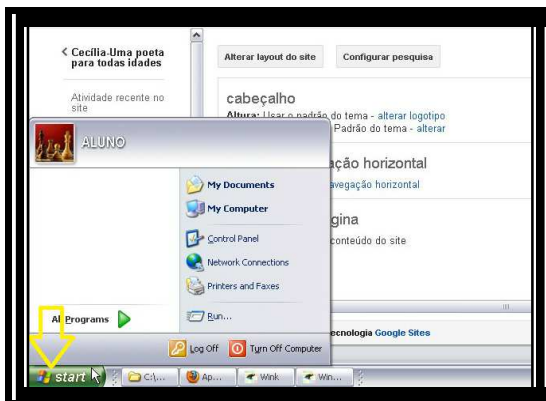 Cecília-Uma poeta
para todas idades
Atividade recente no
site
Alterar layout do site
Configurar pesquisa
cabeçalho
Altura: Usar o padrão do tema - alterar logotipo
Padrão do tema - alterar
ção horizontal
avegação horizontal
gina
conteúdo do site
ecnologia Google Sites
ALUNO
My Documents
My Computer
Control Panel
Network Connections
Printers and Faxes
Run...
All Programs
Log Off
Turn Off Computer
start
C:\...
Ap...
Wink
Win...